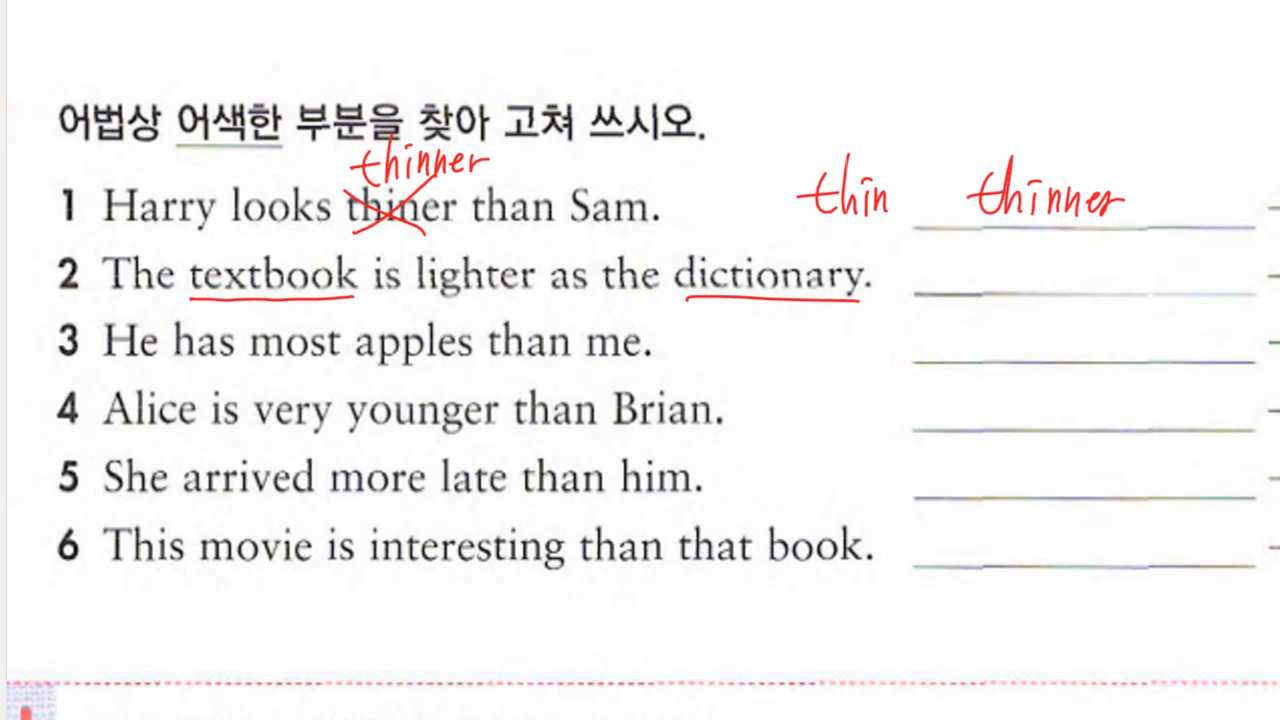 어법상 어색한 부분을 찾아 고쳐 쓰시오.
thinner
1 Harry looks thiner than Sam. thin thinner
2 The textbook is lighter as the dictionary.
3 He has most apples than me.
4 Alice is very younger than Brian.
5 She arrived more late than him.
6 This movie is interesting than that book.